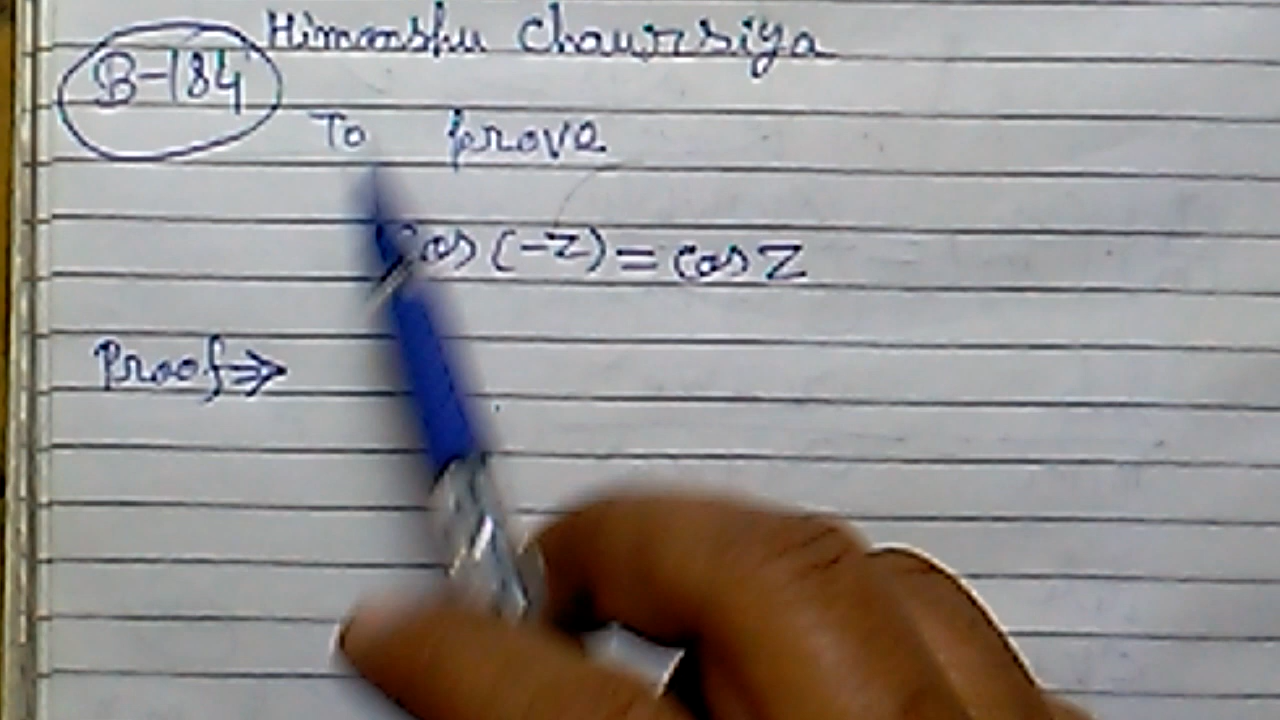 Himanshu Chaurasiya
B-184
To prove
Cos (-z) = cos z
Proof ⇒